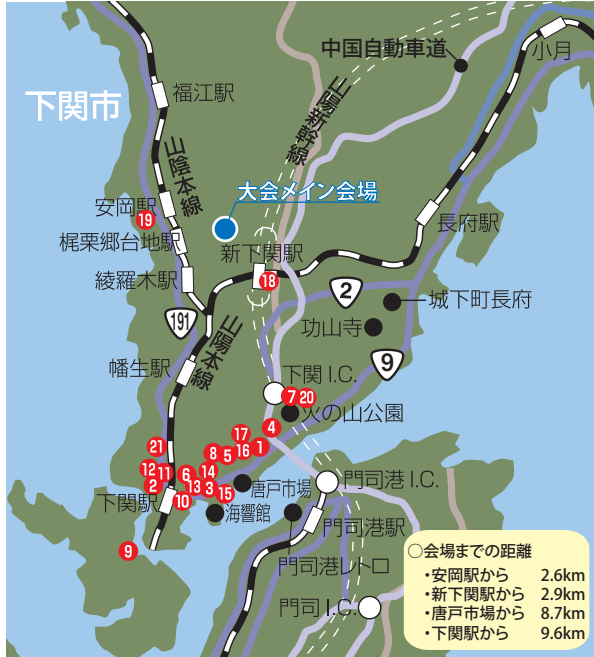 中国自動車道
小月
福江駅
下関市
山陽新幹線
山陰本線
大会メイン会場
安岡駅
19
梶栗郷台地駅
新下関駅
長府駅
綾羅木駅
18
2
城下町長府
191
功山寺
山陽本線
9
幡生駅
下関I.C.
7
20
火の山公園
4
17
21
8
5
16
1
12
11
6
14
2
13
3
15
唐戸市場
門司港I.C.
下関駅
10
海響館
門司港駅
9
門司港レトロ
門司I.C.
○会場までの距離
・安岡駅から 2.6km
・新下関駅から 2.9km
・唐戸市場から 8.7km
・下関駅から 9.6km